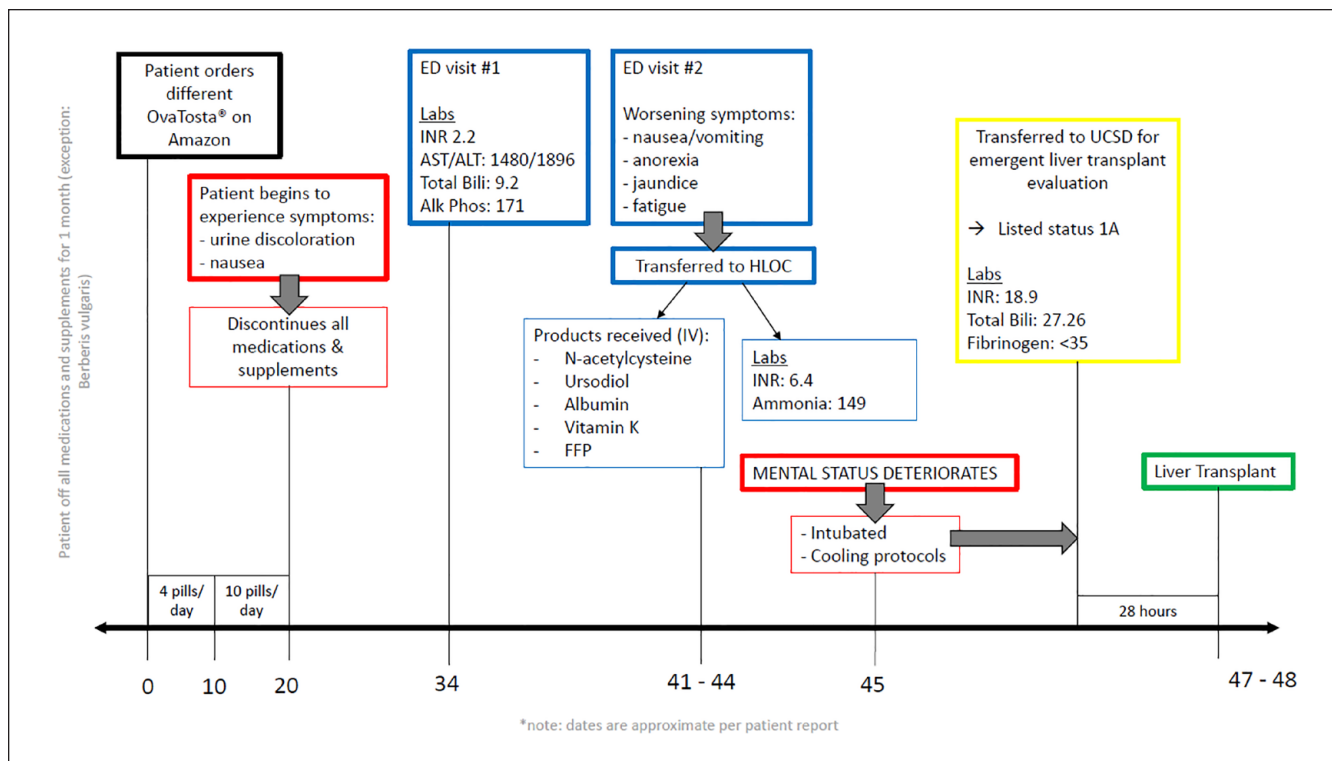 Patient off all medications and supplements for 1 month (exception:
Berberis vulgaris)
Patient orders
different
OvaTosta® on
Amazon
Patient begins to
experience symptoms:
- urine discoloration
- nausea
Discontinues all
medications &
supplements
ED visit #1
Labs
INR 2.2
AST/ALT: 1480/1896
Total Bili: 9.2
Alk Phos: 171
ED visit #2
Worsening symptoms:
- nausea/vomiting
- anorexia
- jaundice
- fatigue
Transferred to HLOC
Products received (IV):
- N-acetylcysteine
- Ursodiol
- Albumin
- Vitamin K
- FFP
Labs
INR: 6.4
Ammonia: 149
MENTAL STATUS DETERIORATES
- Intubated
- Cooling protocols
Transferred to UCSD for
emergent liver transplant
evaluation
→ Listed status 1A
Labs
INR: 18.9
Total Bili: 27.26
Fibrinogen: <35
Liver Transplant
4 pills/
day
10 pills/
day
28 hours
0 10 20 34 41 - 44 45 47 - 48
*note: dates are approximate per patient report